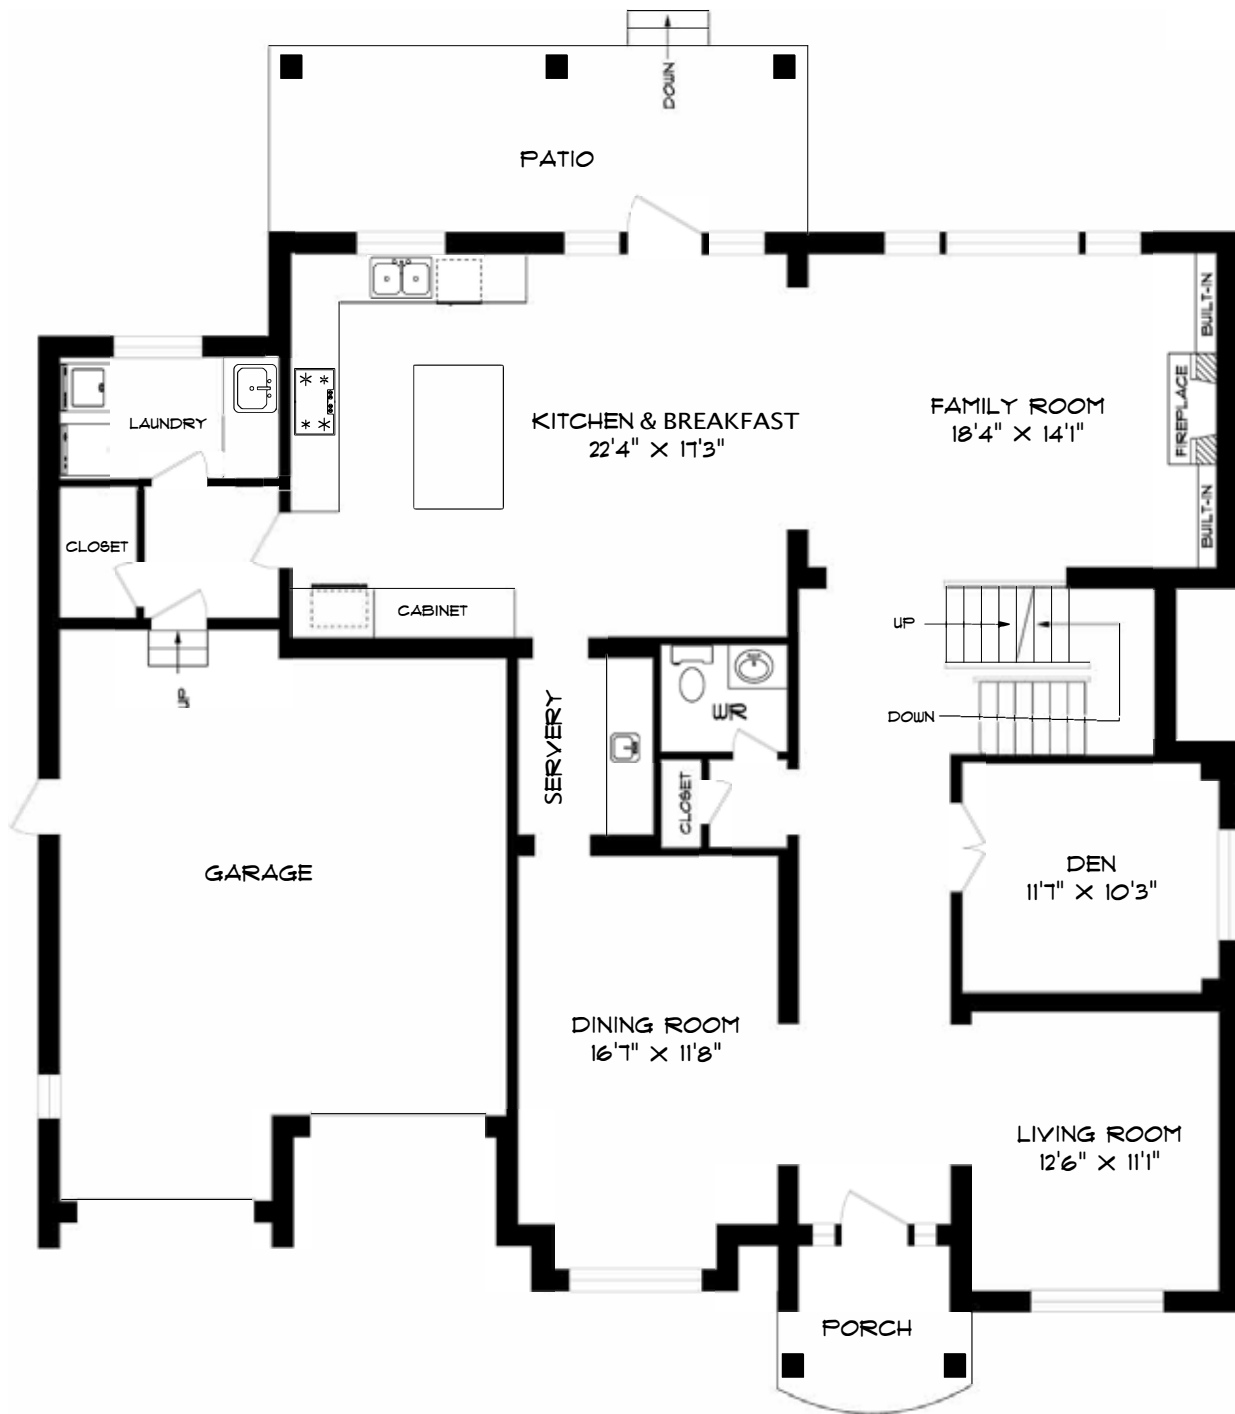 DOWN
PATIO
BUILT-IN
FAMILY ROOM
18'4" X 14'1"
FIREPLACE
KITCHEN & BREAKFAST
22'4" X 17'3"
LAUNDRY
BUILT-IN
CLOSET
CABINET
UP
UP
WR
DOWN
SERVERY
CLOSET
GARAGE
DEN
11'7" X 10'3"
DINING ROOM
16'7" X 11'8"
LIVING ROOM
12'6" X 11'1"
PORCH